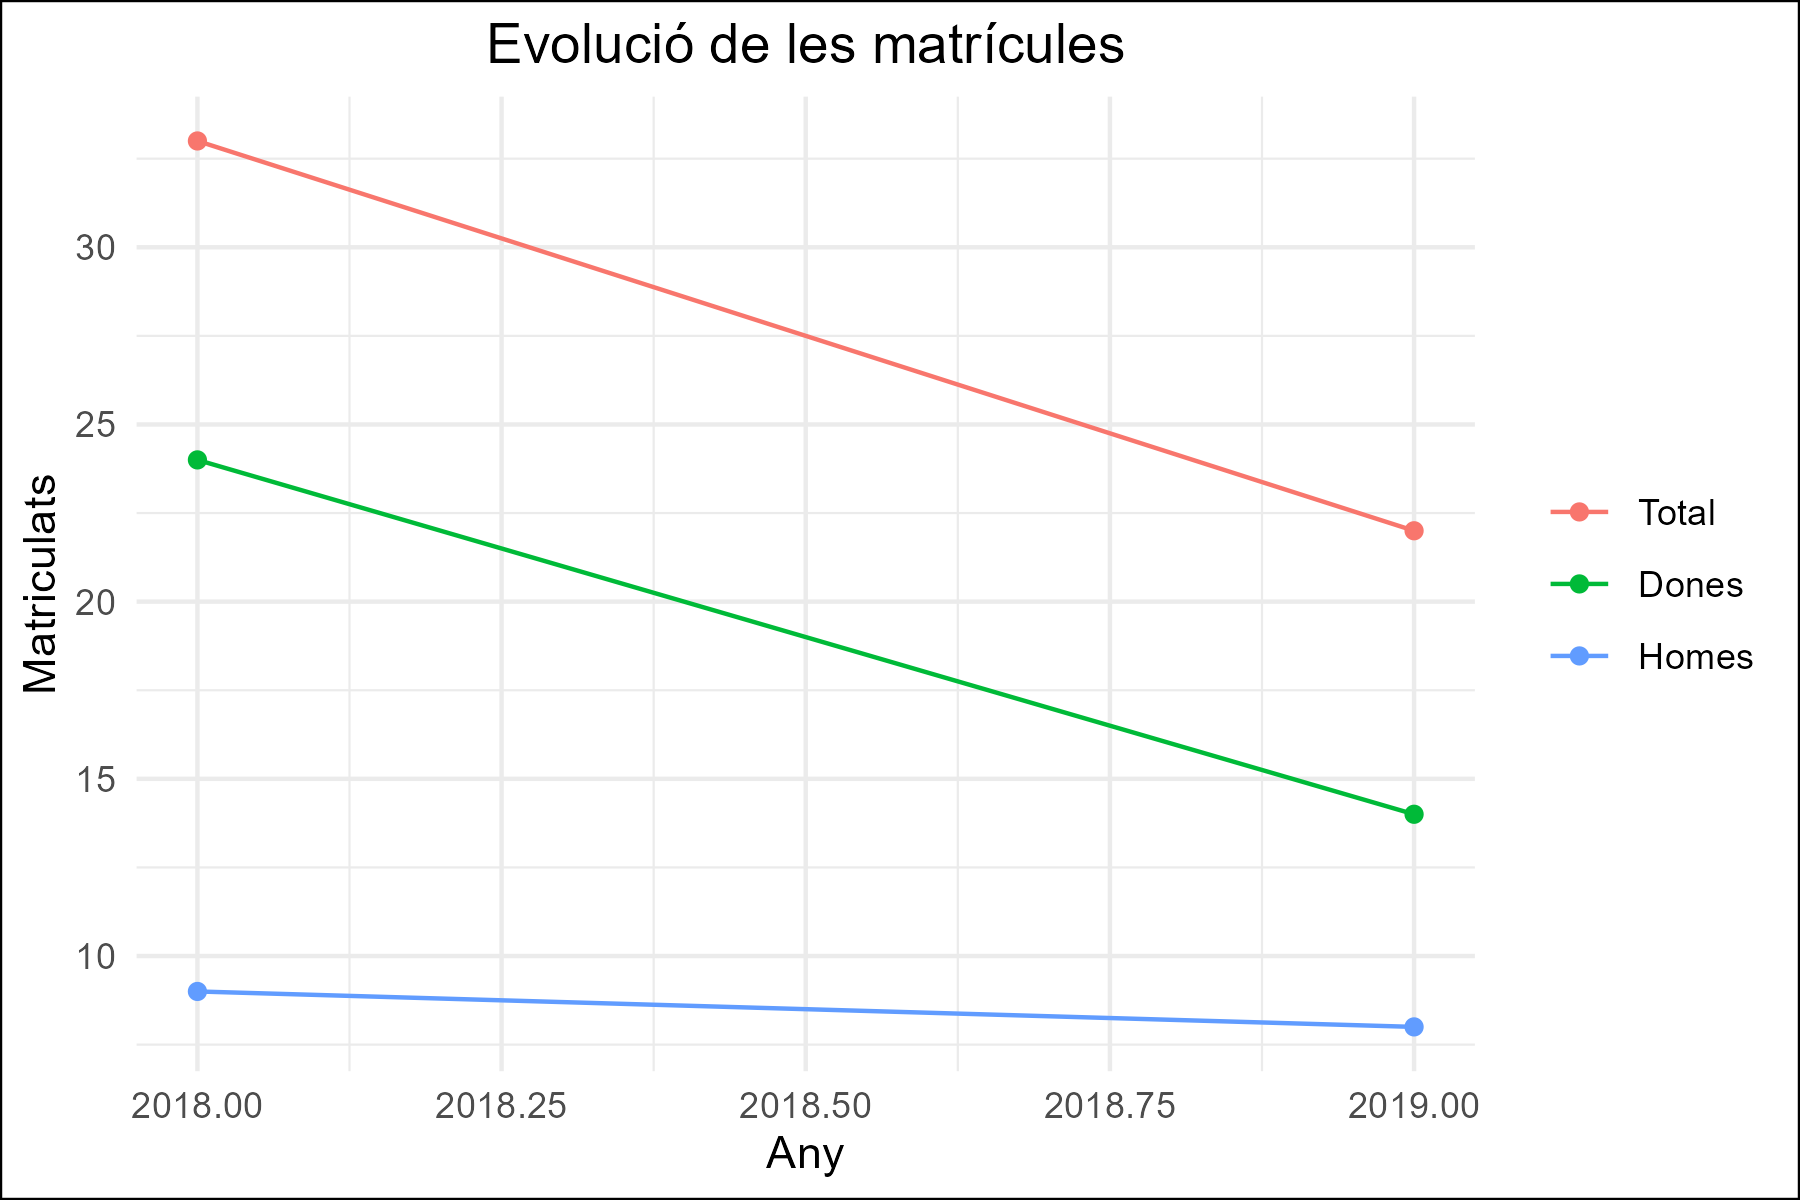 Evolució de les matrícules
Matriculats
30
25
20
15
10
2018.00 2018.25 2018.50 2018.75 2019.00
Any
Total
Dones
Homes